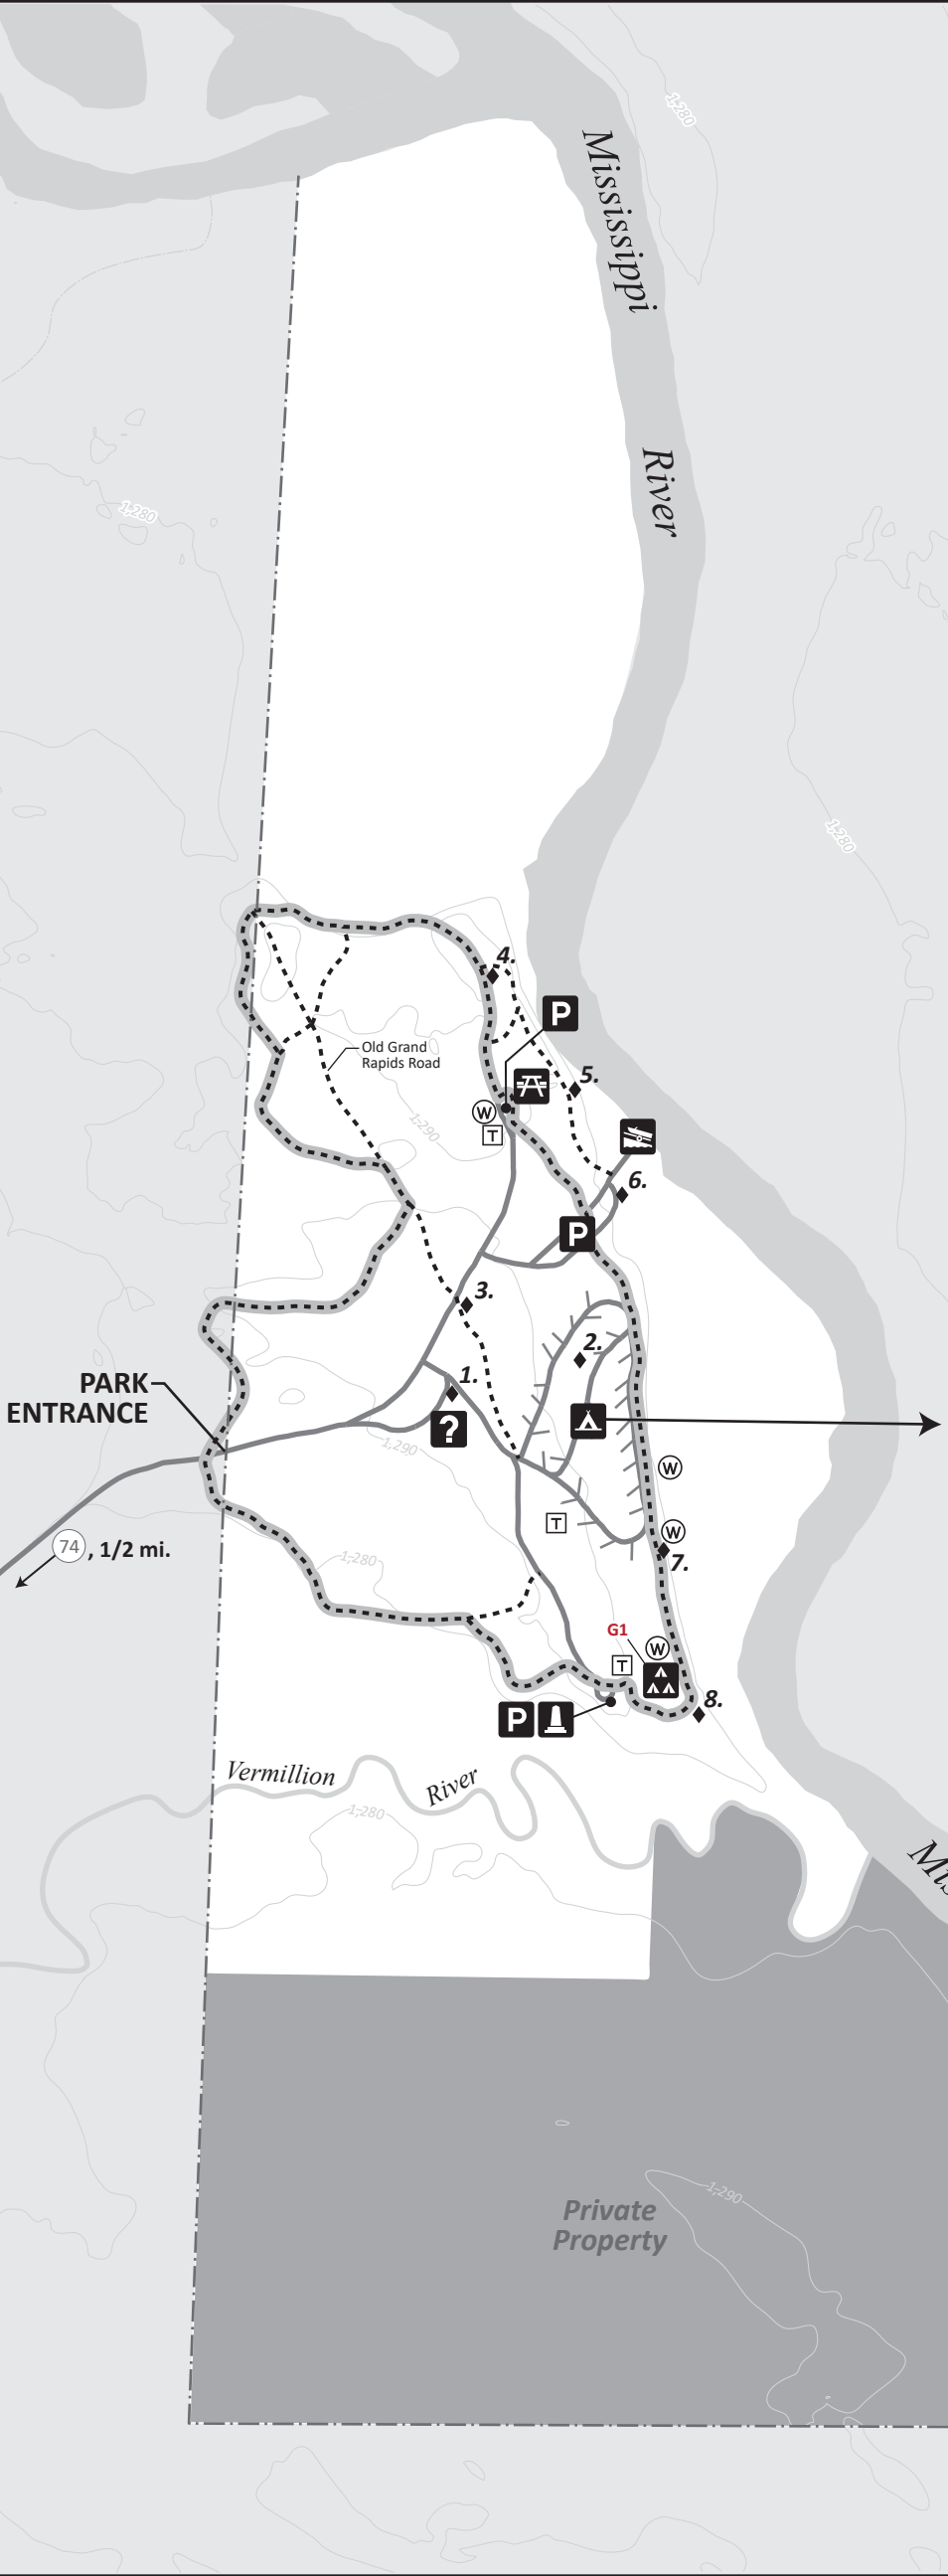 1,280
Mississippi
River
1,280
1,280
4.
P
Old Grand
Rapids Road
5.
W
T
1,290
6.
P
3.
2.
1.
PARK
ENTRANCE
?
1,290
W
T
W
74 , 1/2 mi.
7.
1,280
G1
W
T
8.
P
Vermillion
River
1,280
Mis
Private
Property
1,290